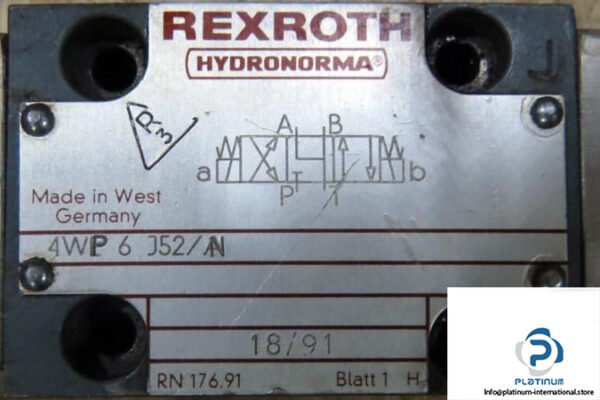 REXROTH
HYDRONORMA®
R3
A B
a b
P T
Made in West
Germany
4WP 6 J52/AN
18/91
RN 176.91 Blatt 1 H
PLATINUM
Info@platinum-international.store